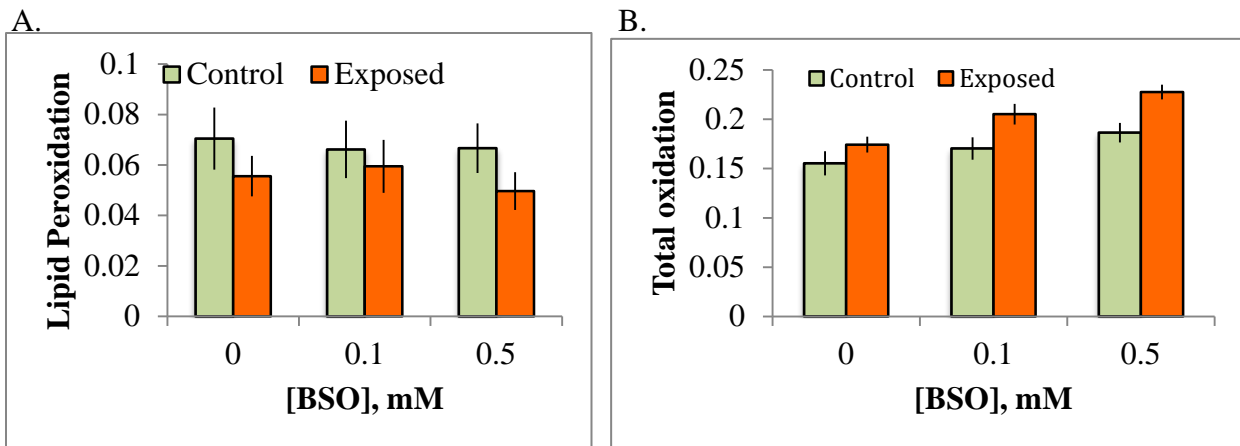 A.
Lipid Peroxidation
0.1
0.08
0.06
0.04
0.02
0
Control Exposed
0 0.1 0.5
[BSO], mM
B.
Total oxidation
0.25
0.2
0.15
0.1
0.05
0
Control Exposed
0 0.1 0.5
[BSO], mM